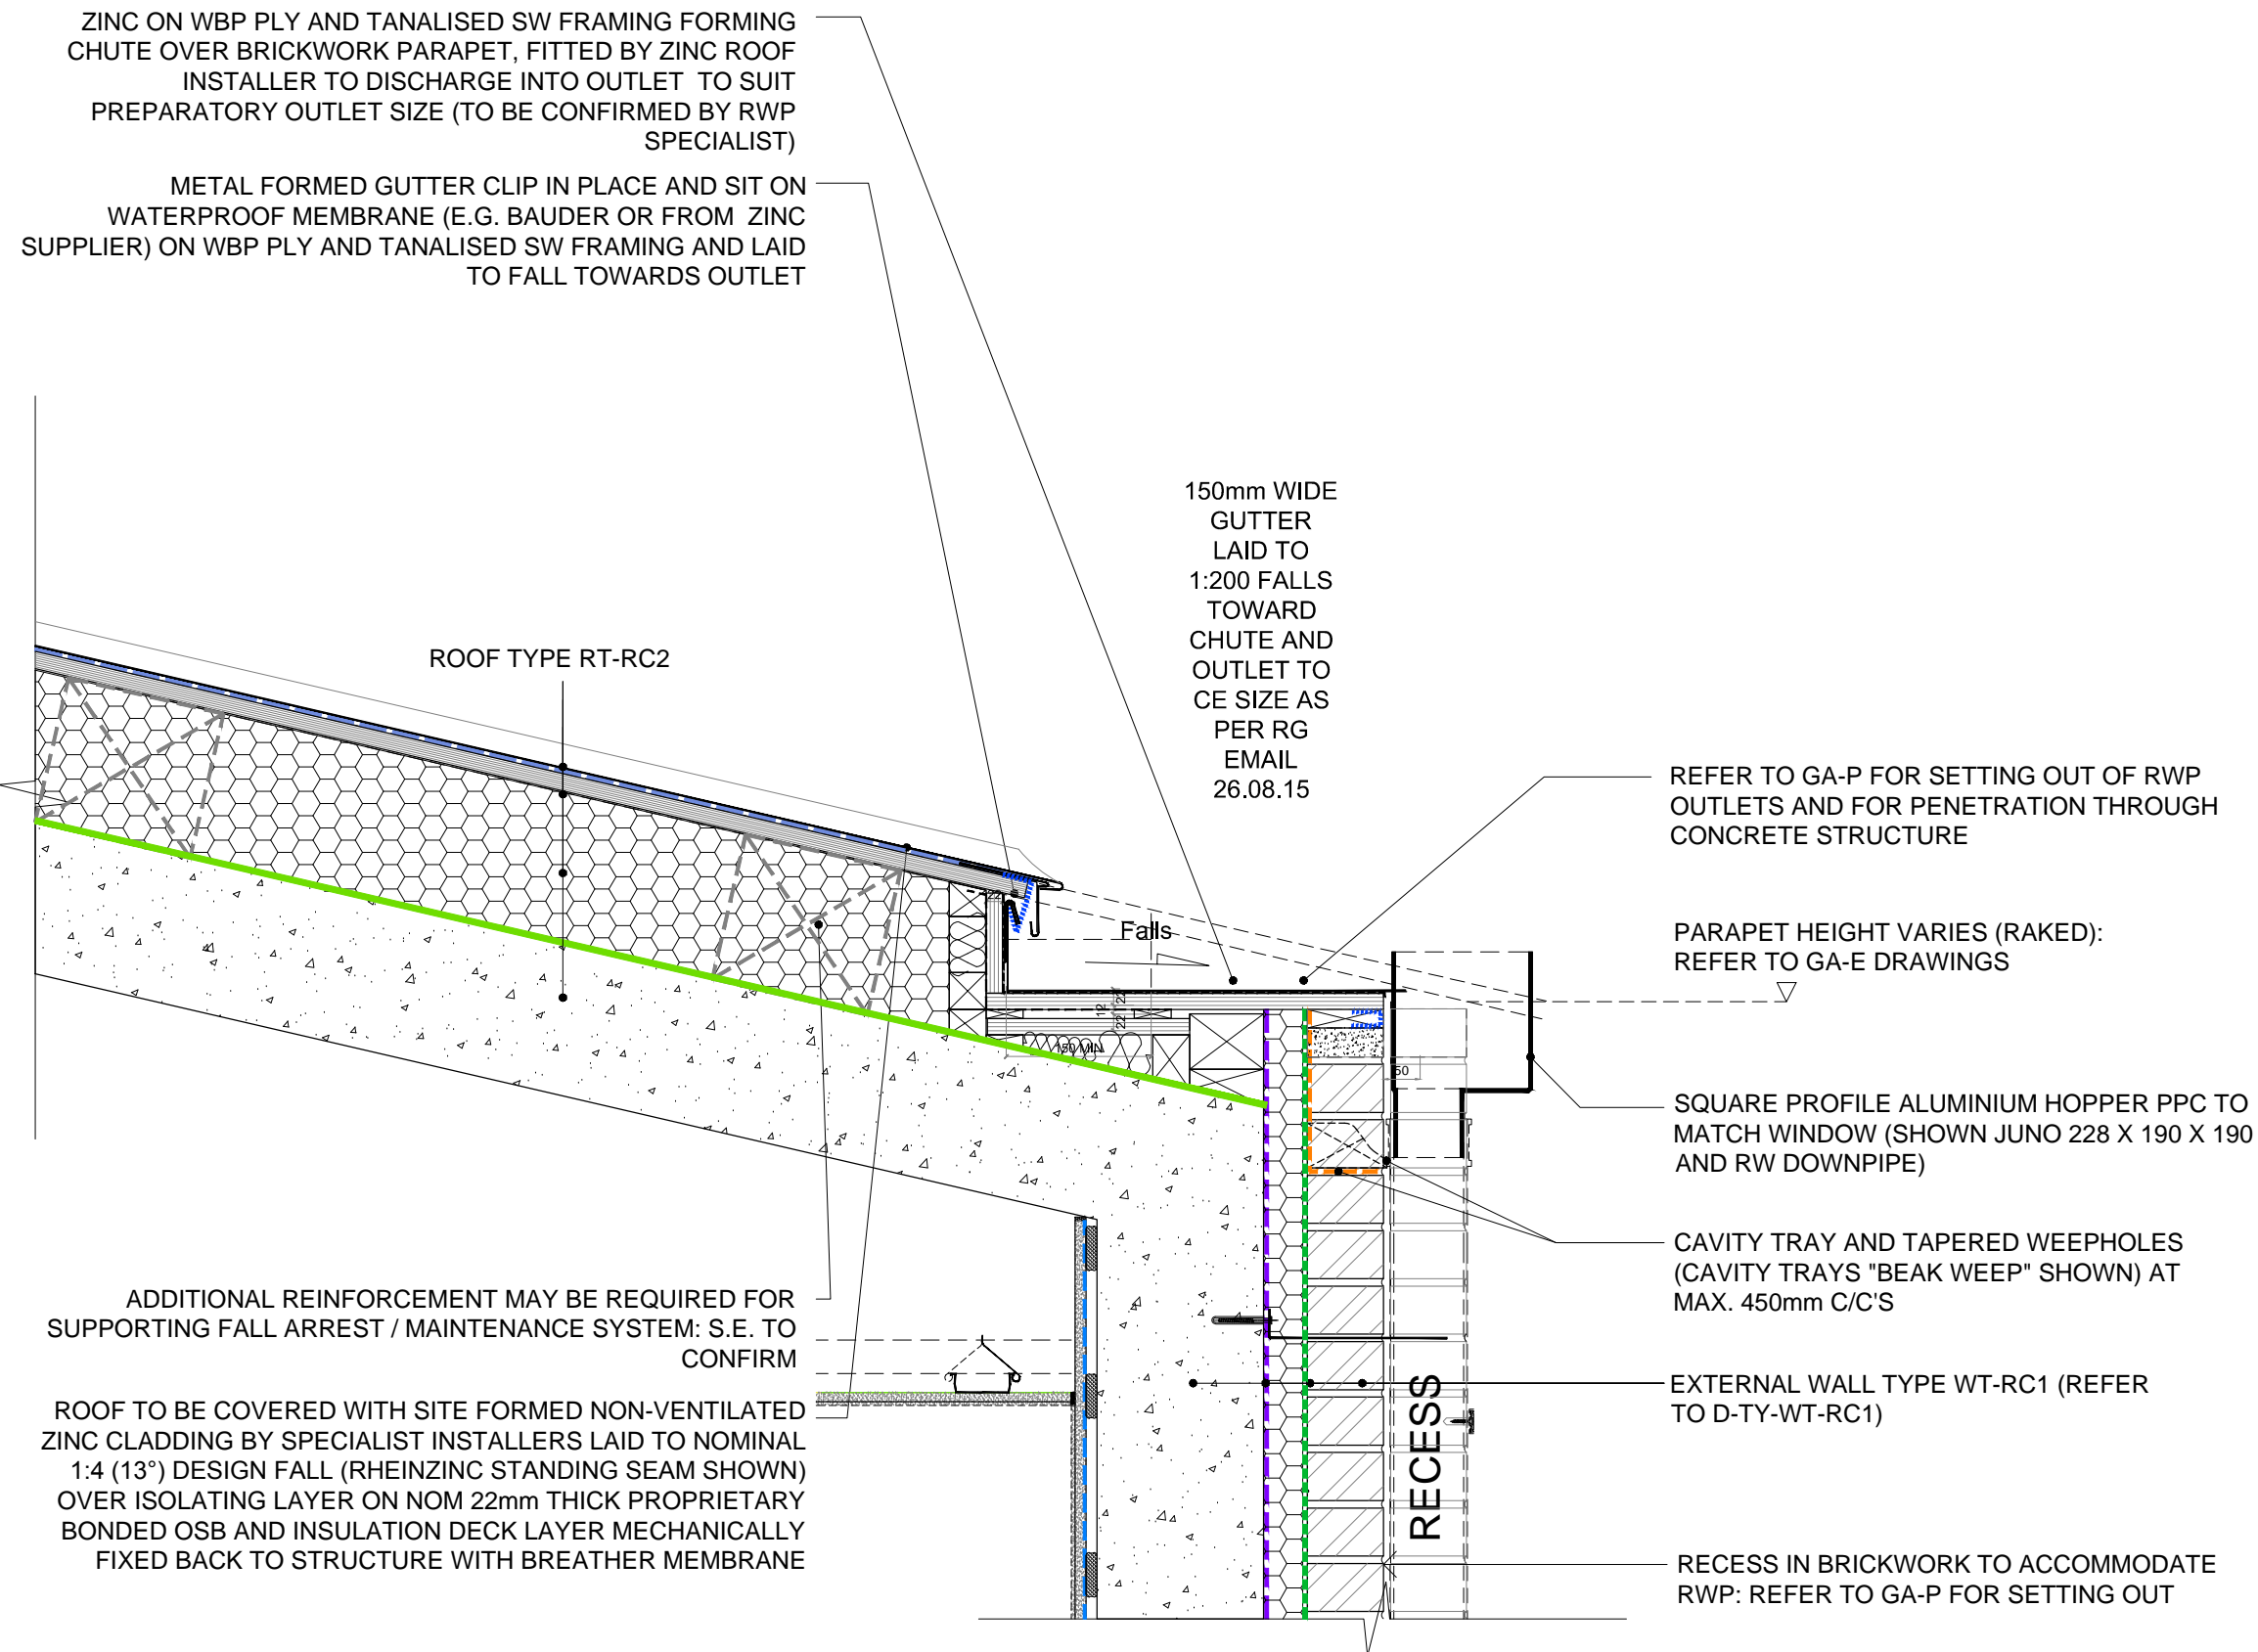 ZINC ON WBP PLY AND TANALISED SW FRAMING FORMING
CHUTE OVER BRICKWORK PARAPET, FITTED BY ZINC ROOF
INSTALLER TO DISCHARGE INTO OUTLET TO SUIT
PREPARATORY OUTLET SIZE (TO BE CONFIRMED BY RWP
SPECIALIST)
METAL FORMED GUTTER CLIP IN PLACE AND SIT ON
WATERPROOF MEMBRANE (E.G. BAUDER OR FROM ZINC
SUPPLIER) ON WBP PLY AND TANALISED SW FRAMING AND LAID
TO FALL TOWARDS OUTLET
150mm WIDE
GUTTER
LAID TO
1:200 FALLS
TOWARD
CHUTE AND
OUTLET TO
CE SIZE AS
PER RG
EMAIL
26.08.15
ROOF TYPE RT-RC2
REFER TO GA-P FOR SETTING OUT OF RWP
OUTLETS AND FOR PENETRATION THROUGH
CONCRETE STRUCTURE
22
Falls
PARAPET HEIGHT VARIES (RAKED):
REFER TO GA-E DRAWINGS
22
12
22
150 MIN
50
SQUARE PROFILE ALUMINIUM HOPPER PPC TO
MATCH WINDOW (SHOWN JUNO 228 X 190 X 190
AND RW DOWNPIPE)
CAVITY TRAY AND TAPERED WEEPHOLES
(CAVITY TRAYS "BEAK WEEP" SHOWN) AT
MAX. 450mm C/C'S
ADDITIONAL REINFORCEMENT MAY BE REQUIRED FOR
SUPPORTING FALL ARREST / MAINTENANCE SYSTEM: S.E. TO
CONFIRM
EXTERNAL WALL TYPE WT-RC1 (REFER
TO D-TY-WT-RC1)
RECESS
ROOF TO BE COVERED WITH SITE FORMED NON-VENTILATED
ZINC CLADDING BY SPECIALIST INSTALLERS LAID TO NOMINAL
1:4 (13°) DESIGN FALL (RHEINZINC STANDING SEAM SHOWN)
OVER ISOLATING LAYER ON NOM 22mm THICK PROPRIETARY
BONDED OSB AND INSULATION DECK LAYER MECHANICALLY
FIXED BACK TO STRUCTURE WITH BREATHER MEMBRANE
RECESS IN BRICKWORK TO ACCOMMODATE
RWP: REFER TO GA-P FOR SETTING OUT